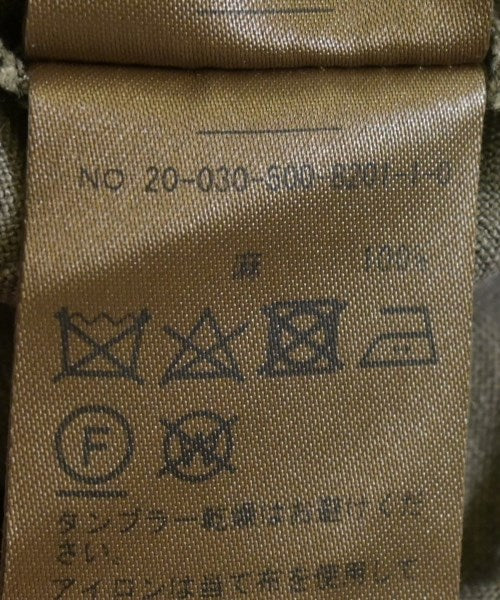 NO 20-030-500-8201-1-0
麻 100%
F
W
タンブラー乾燥はお避けくだ
さい。
アイロンは当て布を使用して